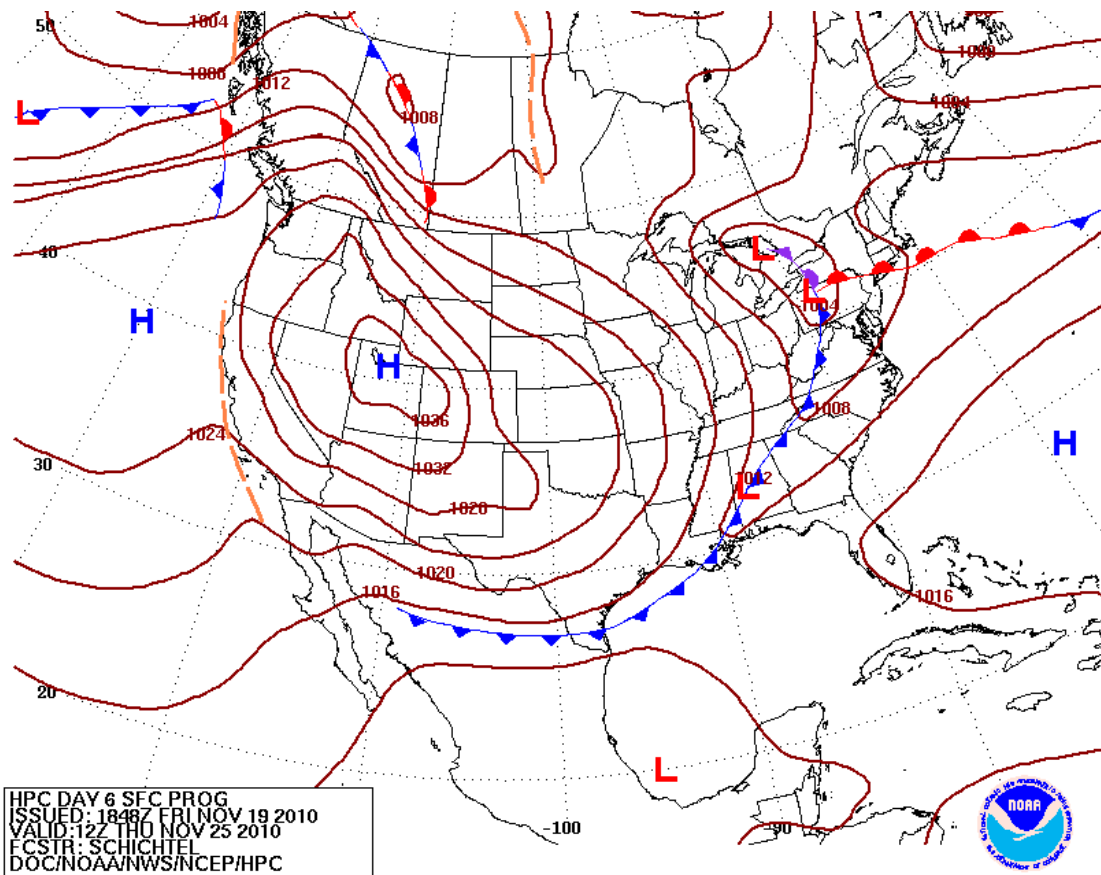 50
1004
1000
1012
1008
1000
1004
L
40
L
L
1004
H
H
1036
1008
1024
H
30
1032
1012
L
1020
1020
1016
1016
20
L
-100
-90
HPC DAY 6 SFC PROG
ISSUED: 1848Z FRI NOV 19 2010
VALID:12Z THU NOV 25 2010
FCSTR: SCHICHTEL
DOC/NOAA/NWS/NCEP/HPC
NOAA